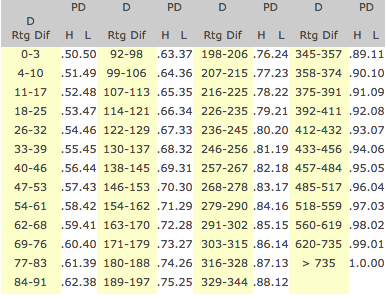 PD D PD D PD D PD
D
Rtg Dif H L Rtg Dif H L Rtg Dif H L Rtg Dif H L
0-3 .50.50 92-98 .63.37 198-206 .76.24 345-357 .89.11
4-10 .51.49 99-106 .64.36 207-215 .77.23 358-374 .90.10
11-17 .52.48 107-113 .65.35 216-225 .78.22 375-391 .91.09
18-25 .53.47 114-121 .66.34 226-235 .79.21 392-411 .92.08
26-32 .54.46 122-129 .67.33 236-245 .80.20 412-432 .93.07
33-39 .55.45 130-137 .68.32 246-256 .81.19 433-456 .94.06
40-46 .56.44 138-145 .69.31 257-267 .82.18 457-484 .95.05
47-53 .57.43 146-153 .70.30 268-278 .83.17 485-517 .96.04
54-61 .58.42 154-162 .71.29 279-290 .84.16 518-559 .97.03
62-68 .59.41 163-170 .72.28 291-302 .85.15 560-619 .98.02
69-76 .60.40 171-179 .73.27 303-315 .86.14 620-735 .99.01
77-83 .61.39 180-188 .74.26 316-328 .87.13 > 735 1.0.00
84-91 .62.38 189-197 .75.25 329-344 .88.12